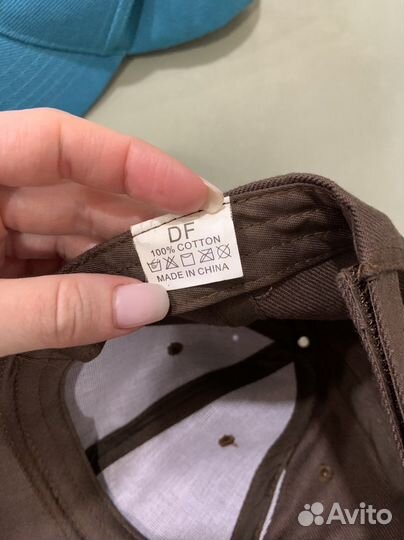 DF
100% COTTON
MADE IN CHINA
Avito